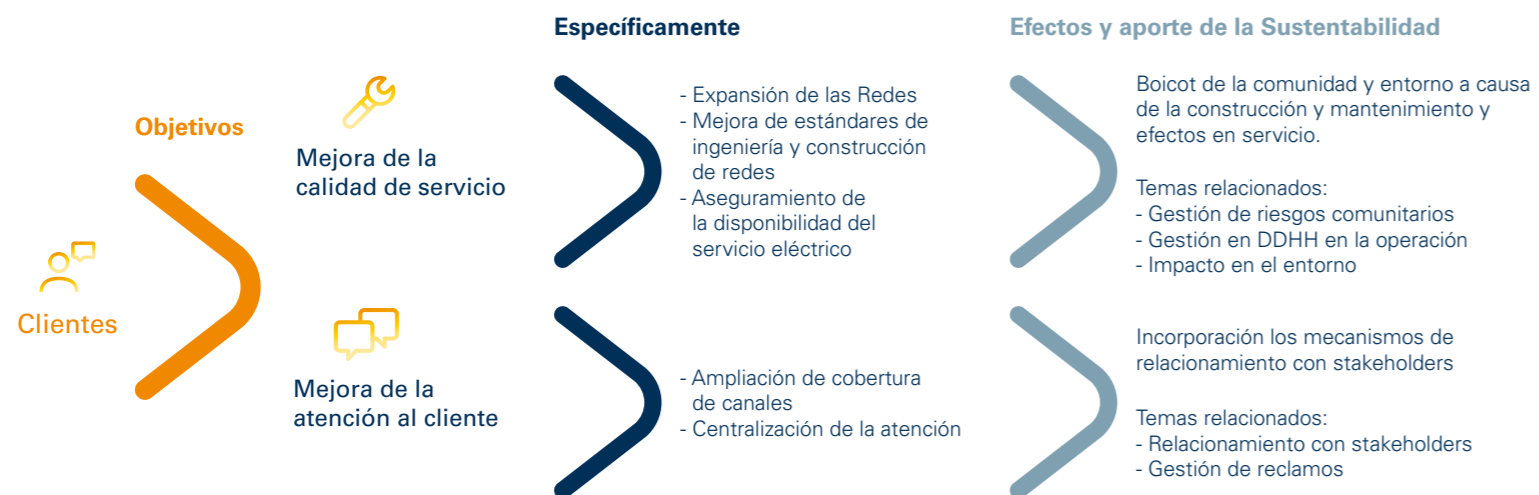 Específicamente
Efectos y aporte de la Sustentabilidad
Objetivos
Clientes
Mejora de la
calidad de servicio
- Expansión de las Redes
- Mejora de estándares de
ingeniería y construcción
de redes
- Aseguramiento de
la disponibilidad del
servicio eléctrico
Boicot de la comunidad y entorno a causa
de la construcción y mantenimiento y
efectos en servicio.
Temas relacionados:
- Gestión de riesgos comunitarios
- Gestión en DDHH en la operación
- Impacto en el entorno
Mejora de la
atención al cliente
- Ampliación de cobertura
de canales
- Centralización de la atención
Incorporación los mecanismos de
relacionamiento con stakeholders
Temas relacionados:
- Relacionamiento con stakeholders
- Gestión de reclamos